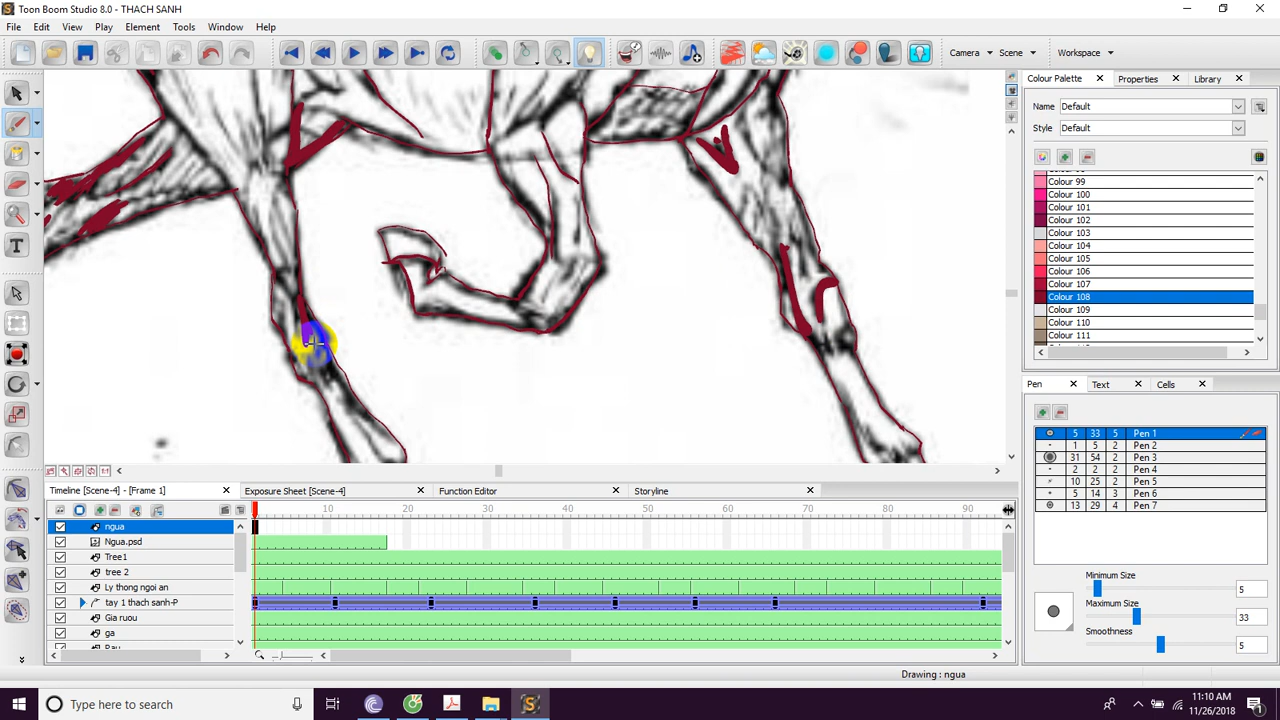 Toon Boom Studio 8.0 - THACH SANH
File Edit View Play Element Tools Window Help
Camera Scene Workspace
Colour Palette Properties Library
Name Default
Style Default
Colour 99
Colour 100
Colour 101
Colour 102
Colour 103
Colour 104
Colour 105
Colour 106
Colour 107
Colour 108
Colour 109
Colour 110
Colour 111
Pen Text Cells
5 33 5 Pen 1
1 5 2 Pen 2
31 54 2 Pen 3
2 2 2 Pen 4
10 25 2 Pen 5
5 14 3 Pen 6
13 29 4 Pen 7
Minimum Size 5
Maximum Size 33
Smoothness 5
Timeline [Scene-4] - [Frame 1] Exposure Sheet [Scene-4] Function Editor Storyline
10 20 30 40 50 60 70 80 90
ngua
Ngua.psd
Tree1
tree 2
Ly thong ngoi an
tay 1 thach sanh-P
Gia ruou
ga
Drawing : ngua
Type here to search
11:10 AM
11/26/2018